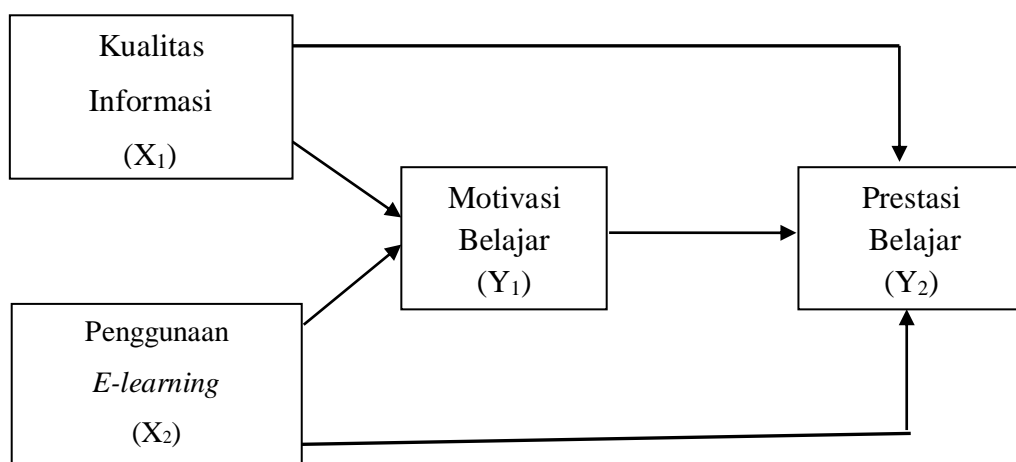 Kualitas
Informasi
(X₁)
Motivasi
Belajar
(Y₁)
Prestasi
Belajar
(Y₂)
Penggunaan
E-learning
(X₂)